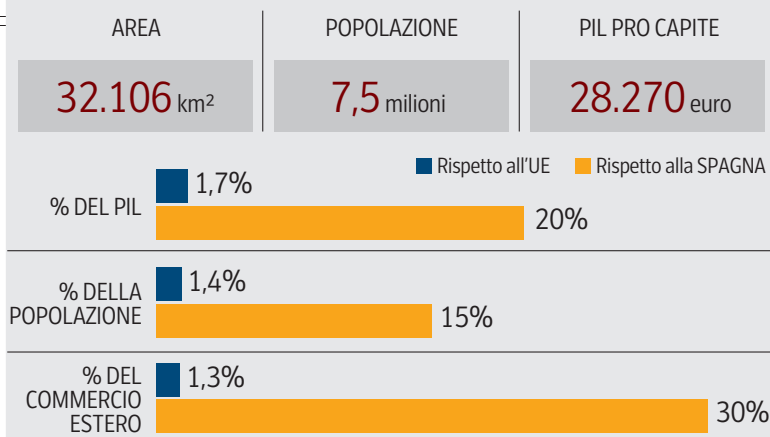 AREA
POPOLAZIONE
PIL PRO CAPITE
32.106 km²
7,5 milioni
28.270 euro
Rispetto all'UE
Rispetto alla SPAGNA
% DEL PIL
1,7%
20%
% DELLA
POPOLAZIONE
1,4%
15%
% DEL
COMMERCIO
ESTERO
1,3%
30%